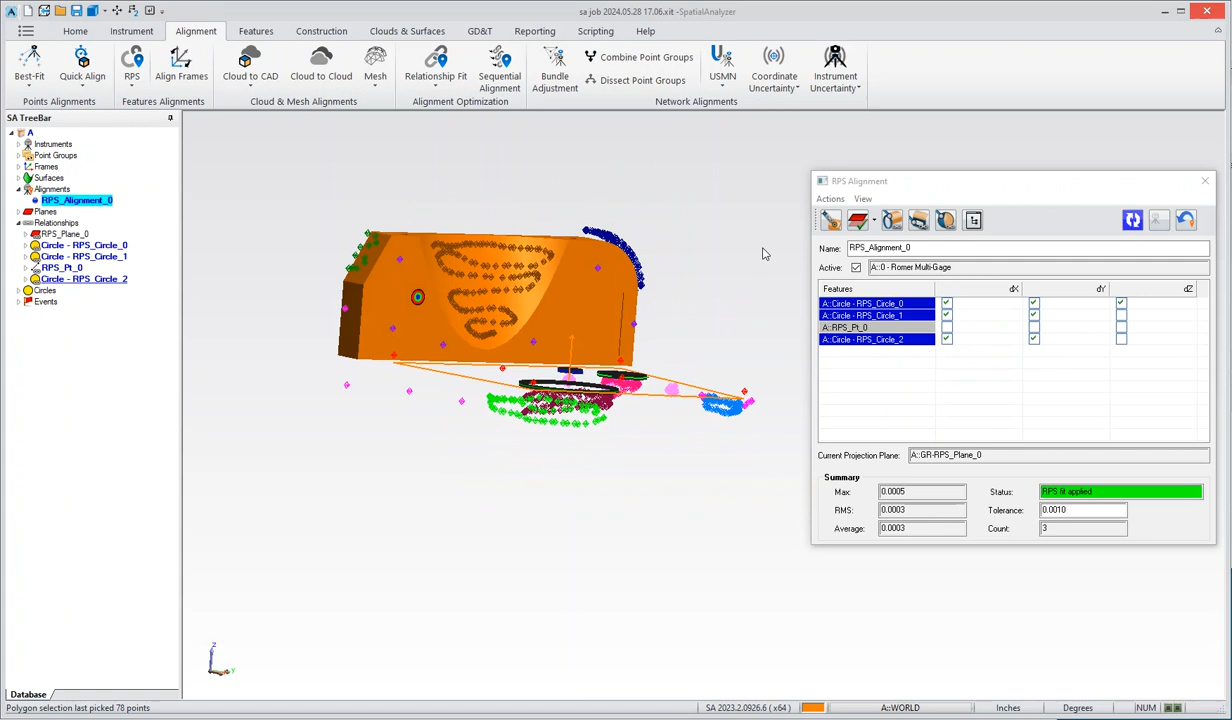 sa job 2024.05.28 17.06.xit - SpatialAnalyzer
Home Instrument Alignment Features Construction Clouds & Surfaces GD&T Reporting Scripting Help
Best-Fit Quick Align RPS Align Frames Cloud to CAD Cloud to Cloud Mesh Relationship Fit Sequential Alignment Bundle Adjustment Combine Point Groups Dissect Point Groups USMN Coordinate Uncertainty Instrument Uncertainty
Points Alignments Features Alignments Cloud & Mesh Alignments Alignment Optimization Network Alignments
SA TreeBar
A
Instruments
Point Groups
Frames
Surfaces
Alignments
RPS_Alignment_0
Planes
Relationships
RPS_Plane_0
Circle - RPS_Circle_0
Circle - RPS_Circle_1
RPS_Pt_0
Circle - RPS_Circle_2
Circles
Events
RPS Alignment
Actions View
Name: RPS_Alignment_0
Active: A::0 - Romer Multi-Gage
Features dX dY dZ
A::Circle - RPS_Circle_0
A::Circle - RPS_Circle_1
A::RPS_Pt_0
A::Circle - RPS_Circle_2
Current Projection Plane: A::GR-RPS_Plane_0
Summary
Max: 0.0005 Status: RPS fit applied
RMS: 0.0003 Tolerance: 0.0010
Average: 0.0003 Count: 3
z
y
Database
Polygon selection last picked 78 points SA 2023.2.0926.6 ( x64 ) A::WORLD Inches Degrees NUM